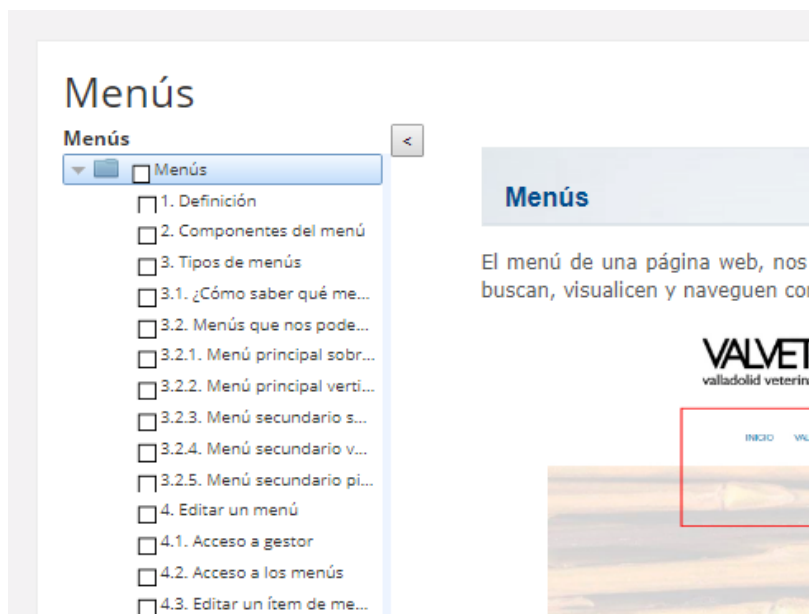 Menús
Menús
<
Menús
1. Definición
2. Componentes del menú
3. Tipos de menús
3.1. ¿Cómo saber qué me...
3.2. Menús que nos pode...
3.2.1. Menú principal sobr...
3.2.2. Menú principal verti...
3.2.3. Menú secundario s...
3.2.4. Menú secundario v...
3.2.5. Menú secundario pi...
4. Editar un menú
4.1. Acceso a gestor
4.2. Acceso a los menús
4.3. Editar un ítem de me...
Menús
El menú de una página web, nos
buscan, visualicen y naveguen
VALVET
valladolid veterin
INICIO VAL